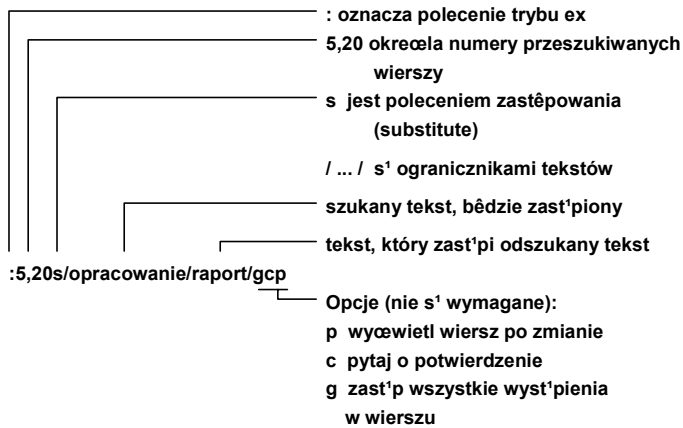 : oznacza polecenie trybu ex
5,20 okreœla numery przeszukiwanych
wierszy
s jest poleceniem zastêpowania
(substitute)
/ ... / s¹ ogranicznikami tekstów
szukany tekst, bêdzie zast¹piony
tekst, który zast¹pi odszukany tekst
:5,20s/opracowanie/raport/gcp
Opcje (nie s¹ wymagane):
p wyœwietl wiersz po zmianie
c pytaj o potwierdzenie
g zast¹p wszystkie wyst¹pienia
w wierszu